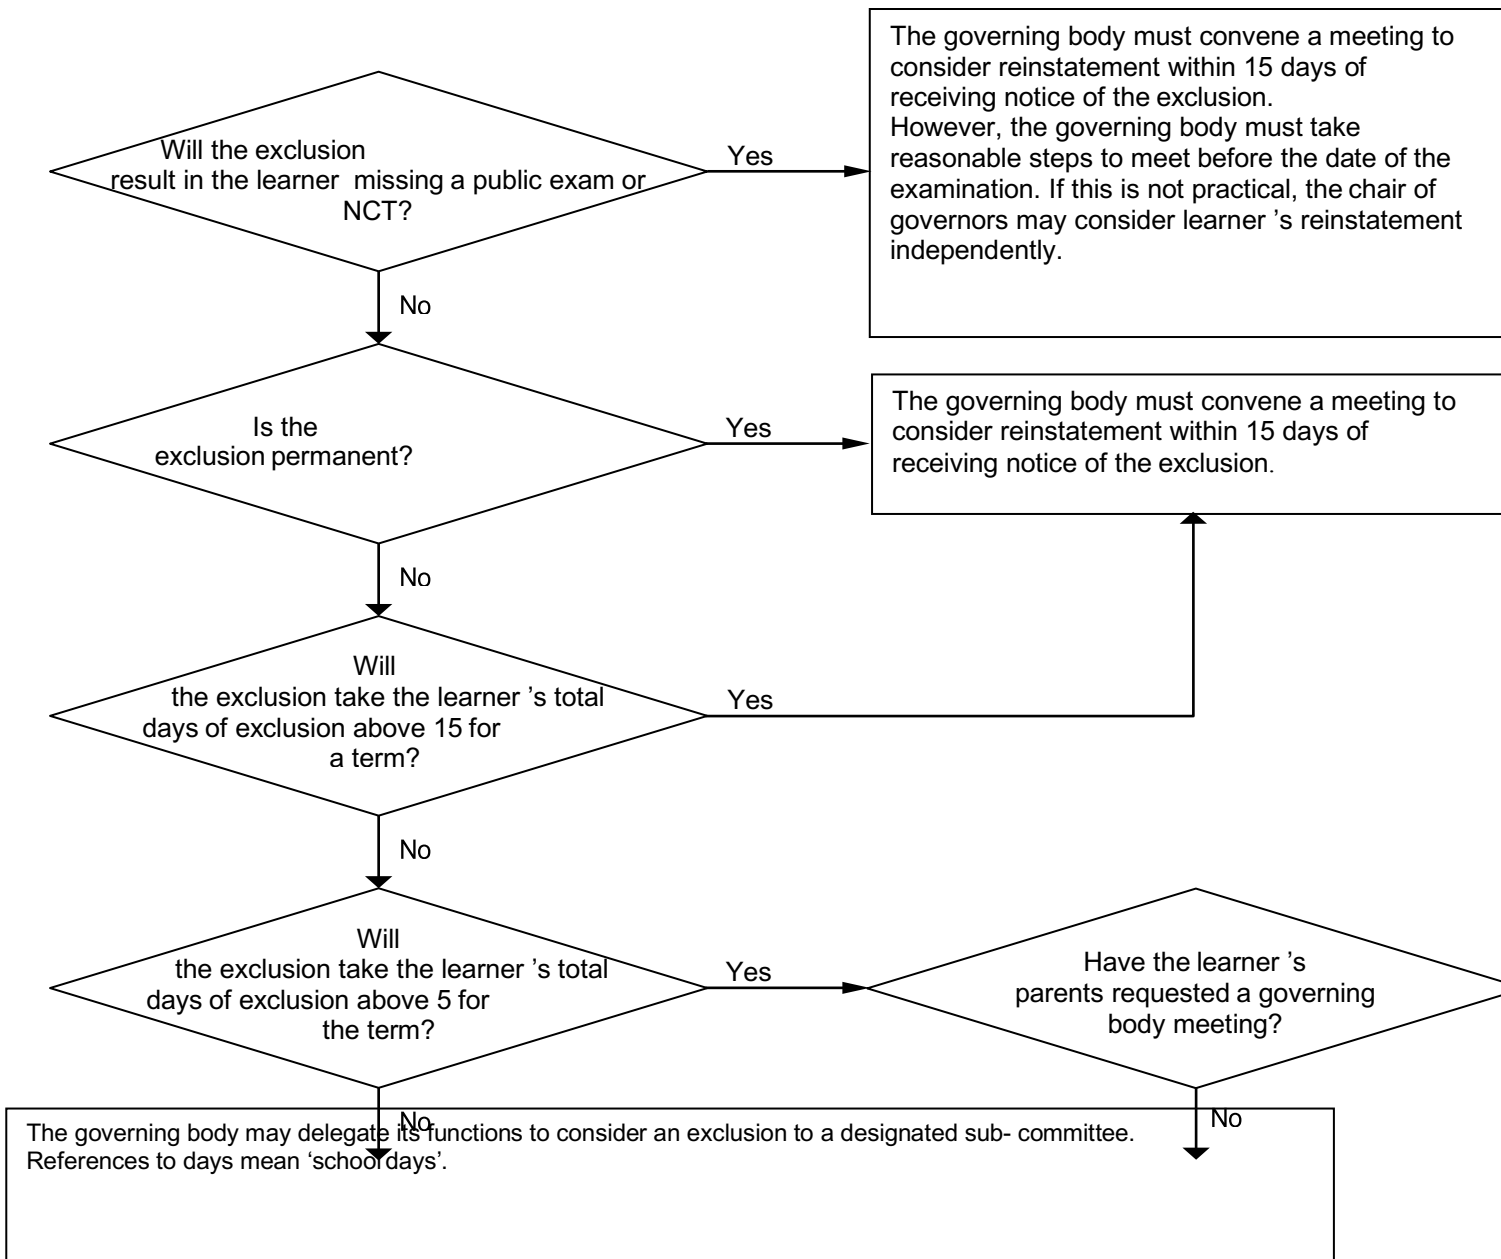 Will the exclusion
result in the learner missing a public exam or
NCT?
Yes
The governing body must convene a meeting to
consider reinstatement within 15 days of
receiving notice of the exclusion.
However, the governing body must take
reasonable steps to meet before the date of the
examination. If this is not practical, the chair of
governors may consider learner 's reinstatement
independently.
No
Is the
exclusion permanent?
Yes
The governing body must convene a meeting to
consider reinstatement within 15 days of
receiving notice of the exclusion.
No
Will
the exclusion take the learner 's total
days of exclusion above 15 for
a term?
Yes
No
Will
the exclusion take the learner 's total
days of exclusion above 5 for
the term?
Yes
Have the learner 's
parents requested a governing
body meeting?
No
No
The governing body may delegate its functions to consider an exclusion to a designated sub- committee.
References to days mean ‘school days’.